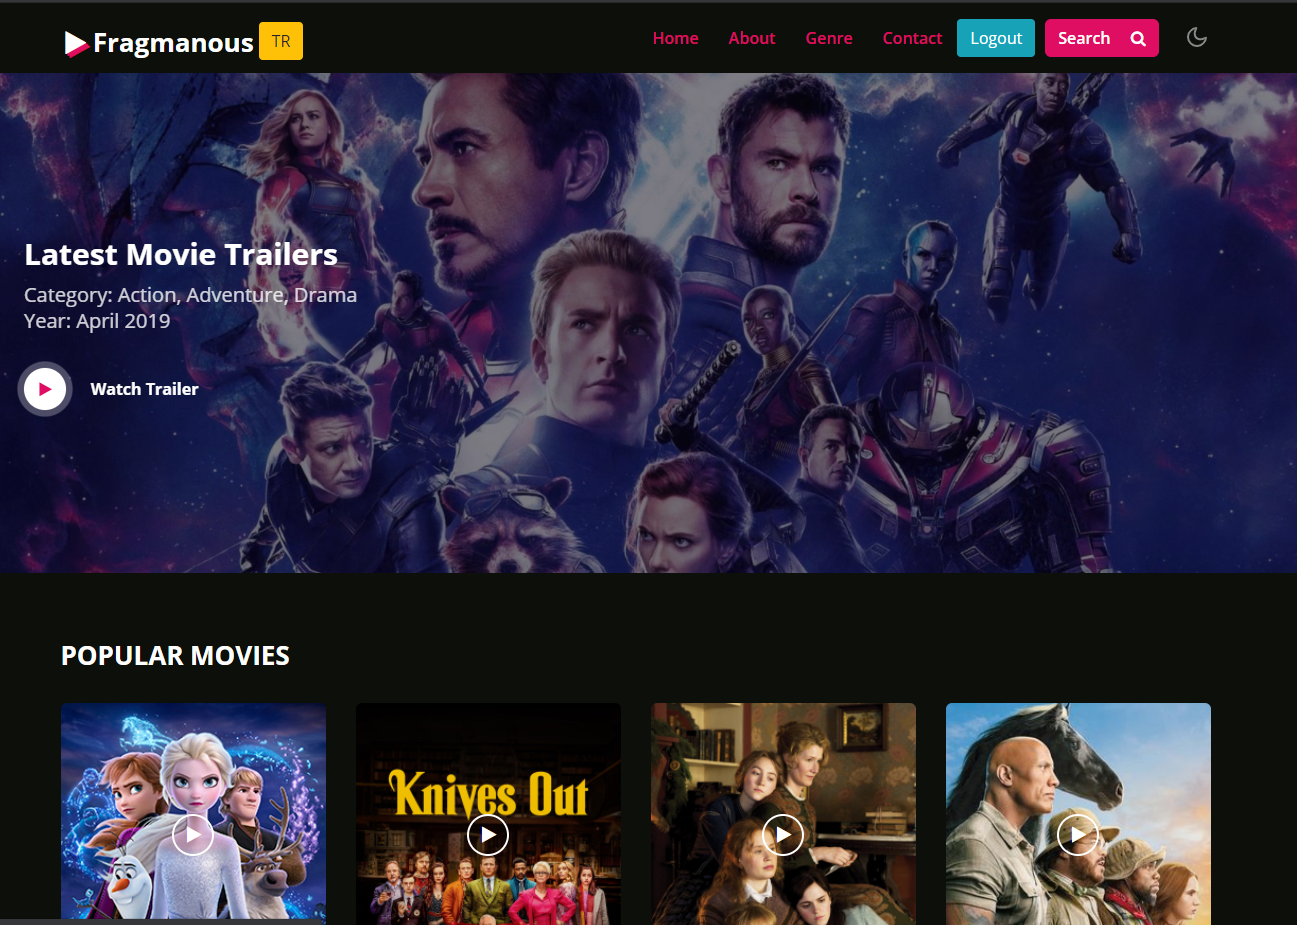 Fragmanous TR
Home About Genre Contact Logout Search
Latest Movie Trailers
Category: Action, Adventure, Drama
Year: April 2019
Watch Trailer
POPULAR MOVIES
Knives Out